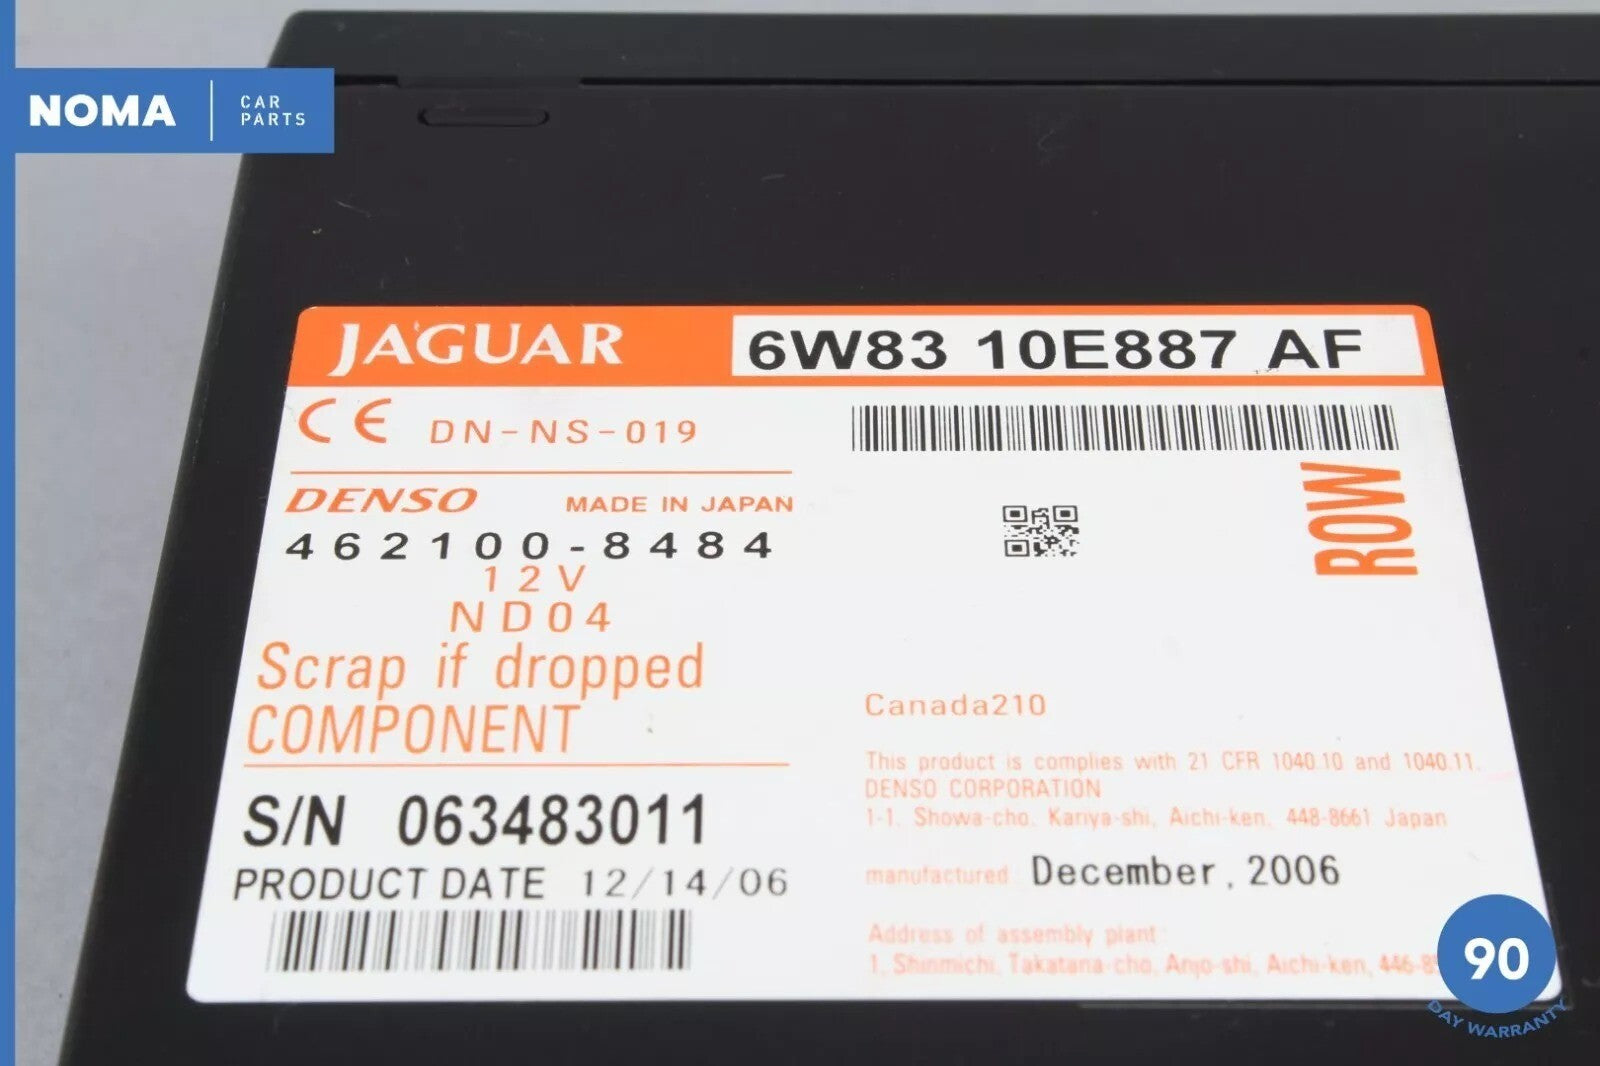 NOMA CAR PARTS
JAGUAR 6W83 10E887 AF
CE DN-NS-019
DENSO MADE IN JAPAN
462100-8484
12V
ND04
Scrap if dropped
COMPONENT
S/N 063483011
PRODUCT DATE 12/14/06
ROW
Canada210
This product is complies with 21 CFR 1040.10 and 1040.11.
DENSO CORPORATION
1-1, Showa-cho, Kariya-shi, Aichi-ken, 448-8661 Japan
manufactured: December, 2006
Address of assembly plant:
1, Shinmichi, Takatana-cho, Anjo-shi, Aichi-ken,
90
DAY WARRANTY